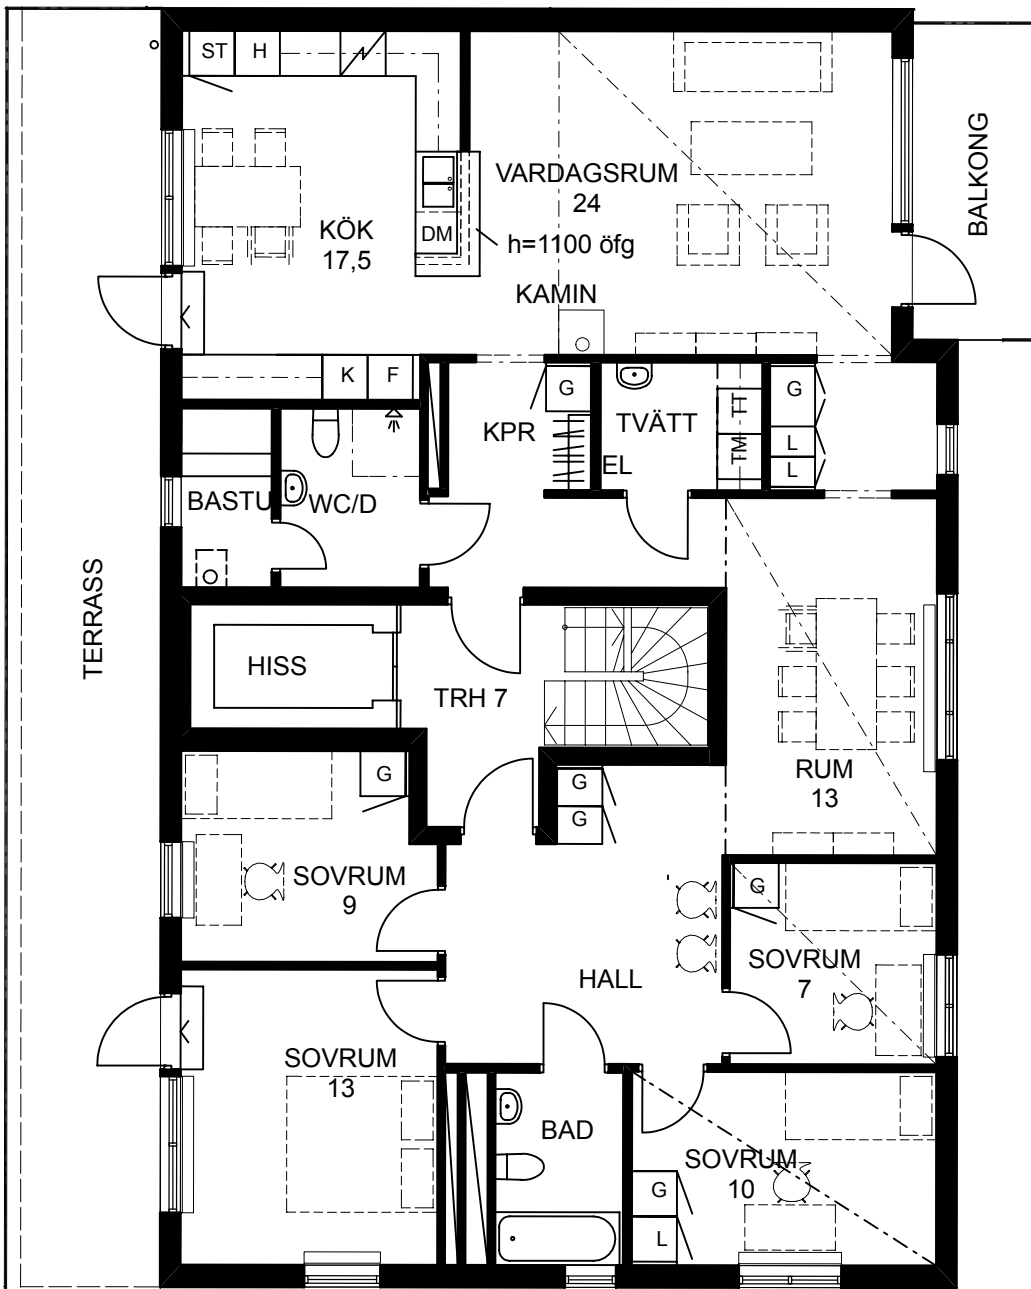 ST
H
VARDAGSRUM
24
BALKONG
KÖK
17,5
DM
h=1100 öfg
KAMIN
K
F
G
KPR
TVÄTT
TT
TM
EL
G
L
L
BASTU
WC/D
TERRASS
HISS
TRH 7
RUM
13
G
G
G
SOVRUM
9
G
SOVRUM
7
HALL
SOVRUM
13
BAD
SOVRUM
10
G
L